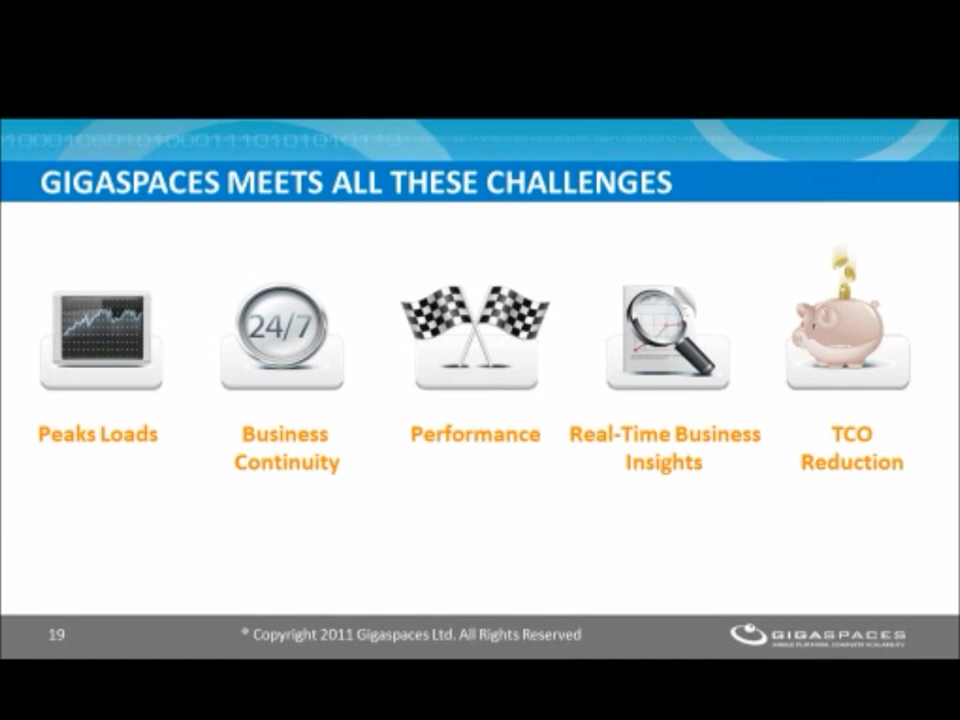 GIGASPACES MEETS ALL THESE CHALLENGES
24/7
Peaks Loads
Business
Continuity
Performance
Real-Time Business
Insights
TCO
Reduction
19
® Copyright 2011 Gigaspaces Ltd. All Rights Reserved
GIGASPACES